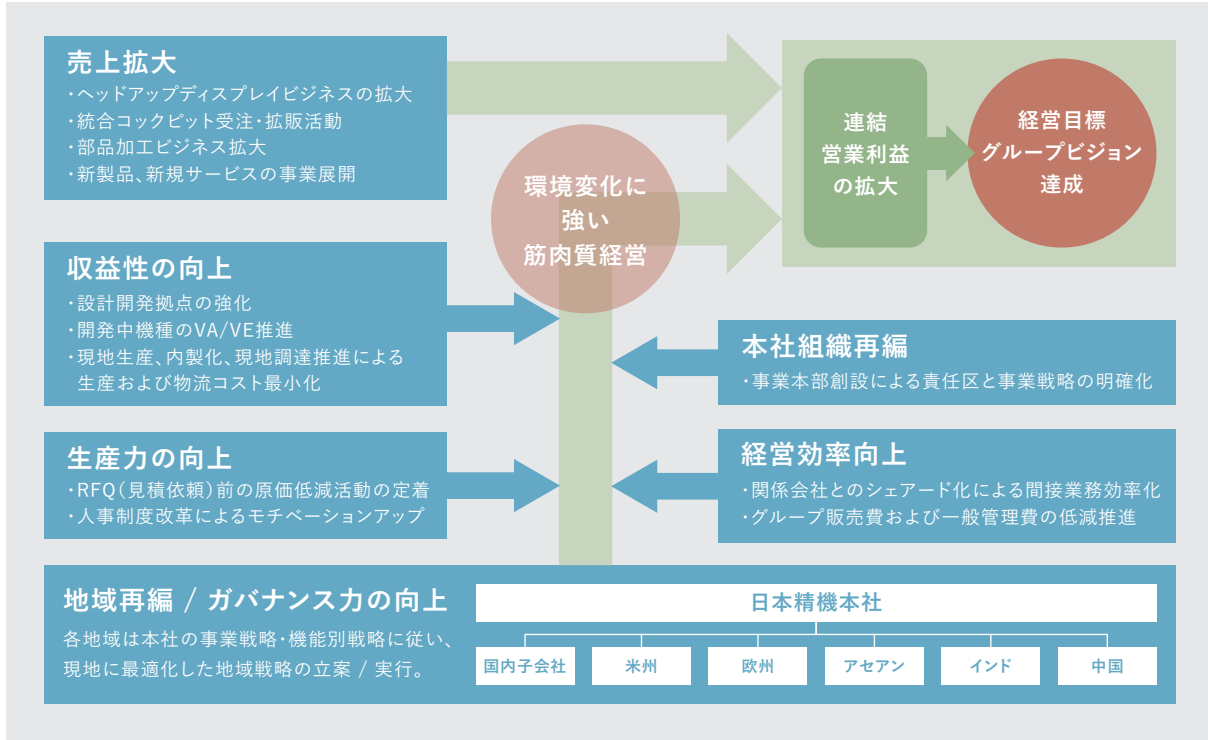 売上拡大
・ヘッドアップディスプレイビジネスの拡大
・統合コックピット受注・拡販活動
・部品加工ビジネス拡大
・新製品、新規サービスの事業展開
連結
営業利益
の拡大
経営目標
グループビジョン
達成
環境変化に
強い
筋肉質経営
収益性の向上
・設計開発拠点の強化
・開発中機種のVA/VE推進
・現地生産、内製化、現地調達推進による
生産および物流コスト最小化
本社組織再編
・事業本部創設による責任区と事業戦略の明確化
生産力の向上
・RFQ（見積依頼）前の原価低減活動の定着
・人事制度改革によるモチベーションアップ
経営効率向上
・関係会社とのシェアード化による間接業務効率化
・グループ販売費および一般管理費の低減推進
地域再編 / ガバナンス力の向上
各地域は本社の事業戦略・機能別戦略に従い、
現地に最適化した地域戦略の立案 / 実行。
日本精機本社
国内子会社
米州
欧州
アセアン
インド
中国